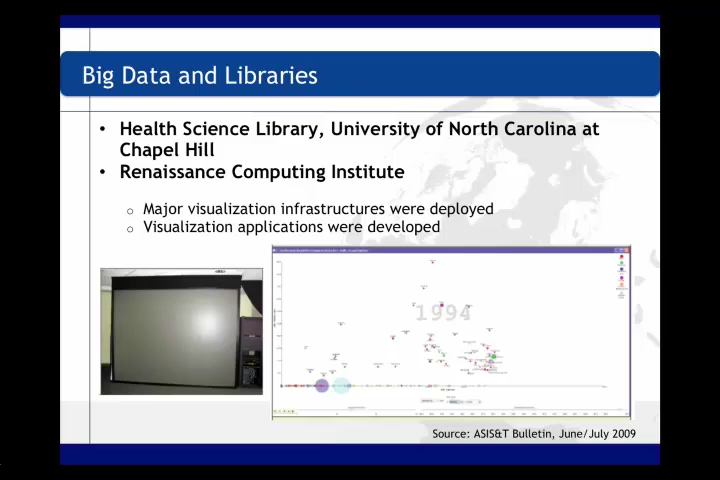 Big Data and Libraries
• Health Science Library, University of North Carolina at
Chapel Hill
• Renaissance Computing Institute
o Major visualization infrastructures were deployed
o Visualization applications were developed
1994
Source: ASIS&T Bulletin, June/July 2009